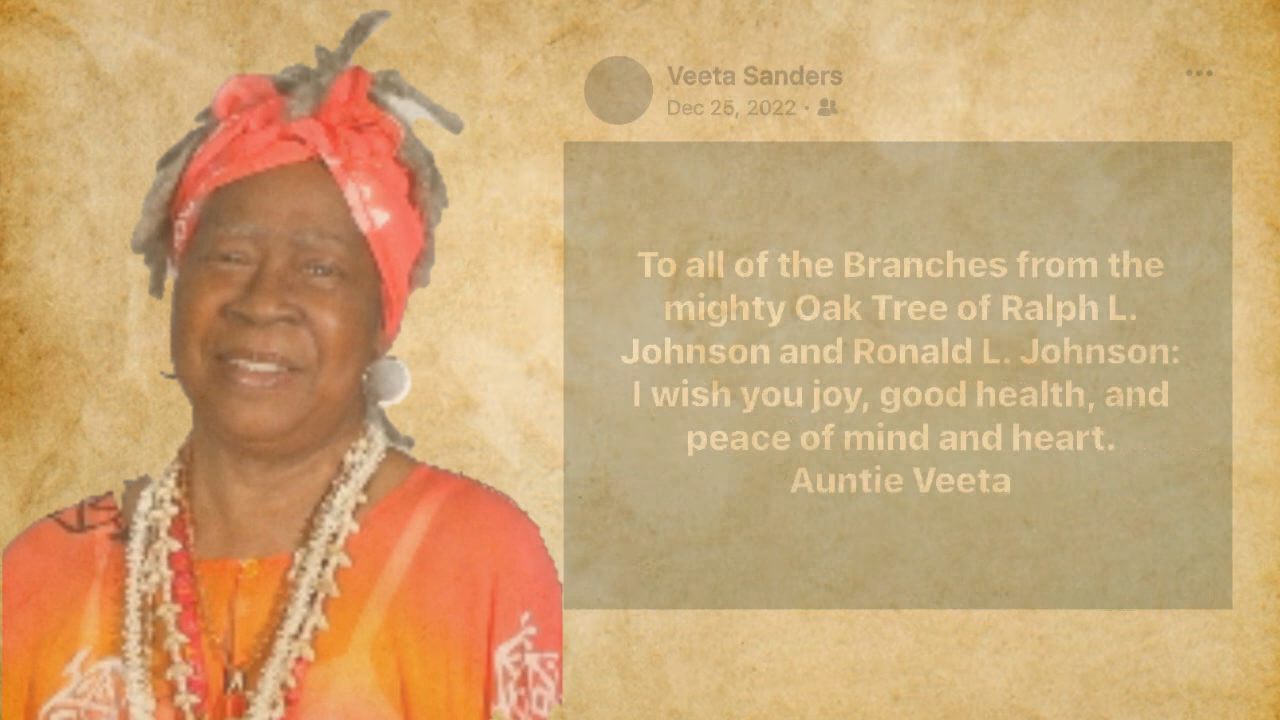 Veeta Sanders
Dec 25, 2022 ·
To all of the Branches from the
mighty Oak Tree of Ralph L.
Johnson and Ronald L. Johnson:
I wish you joy, good health, and
peace of mind and heart.
Auntie Veeta